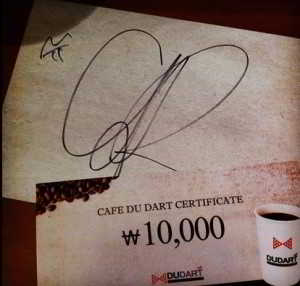 CAFE DU DART CERTIFICATE
₩10,000
DUDART
DUDART